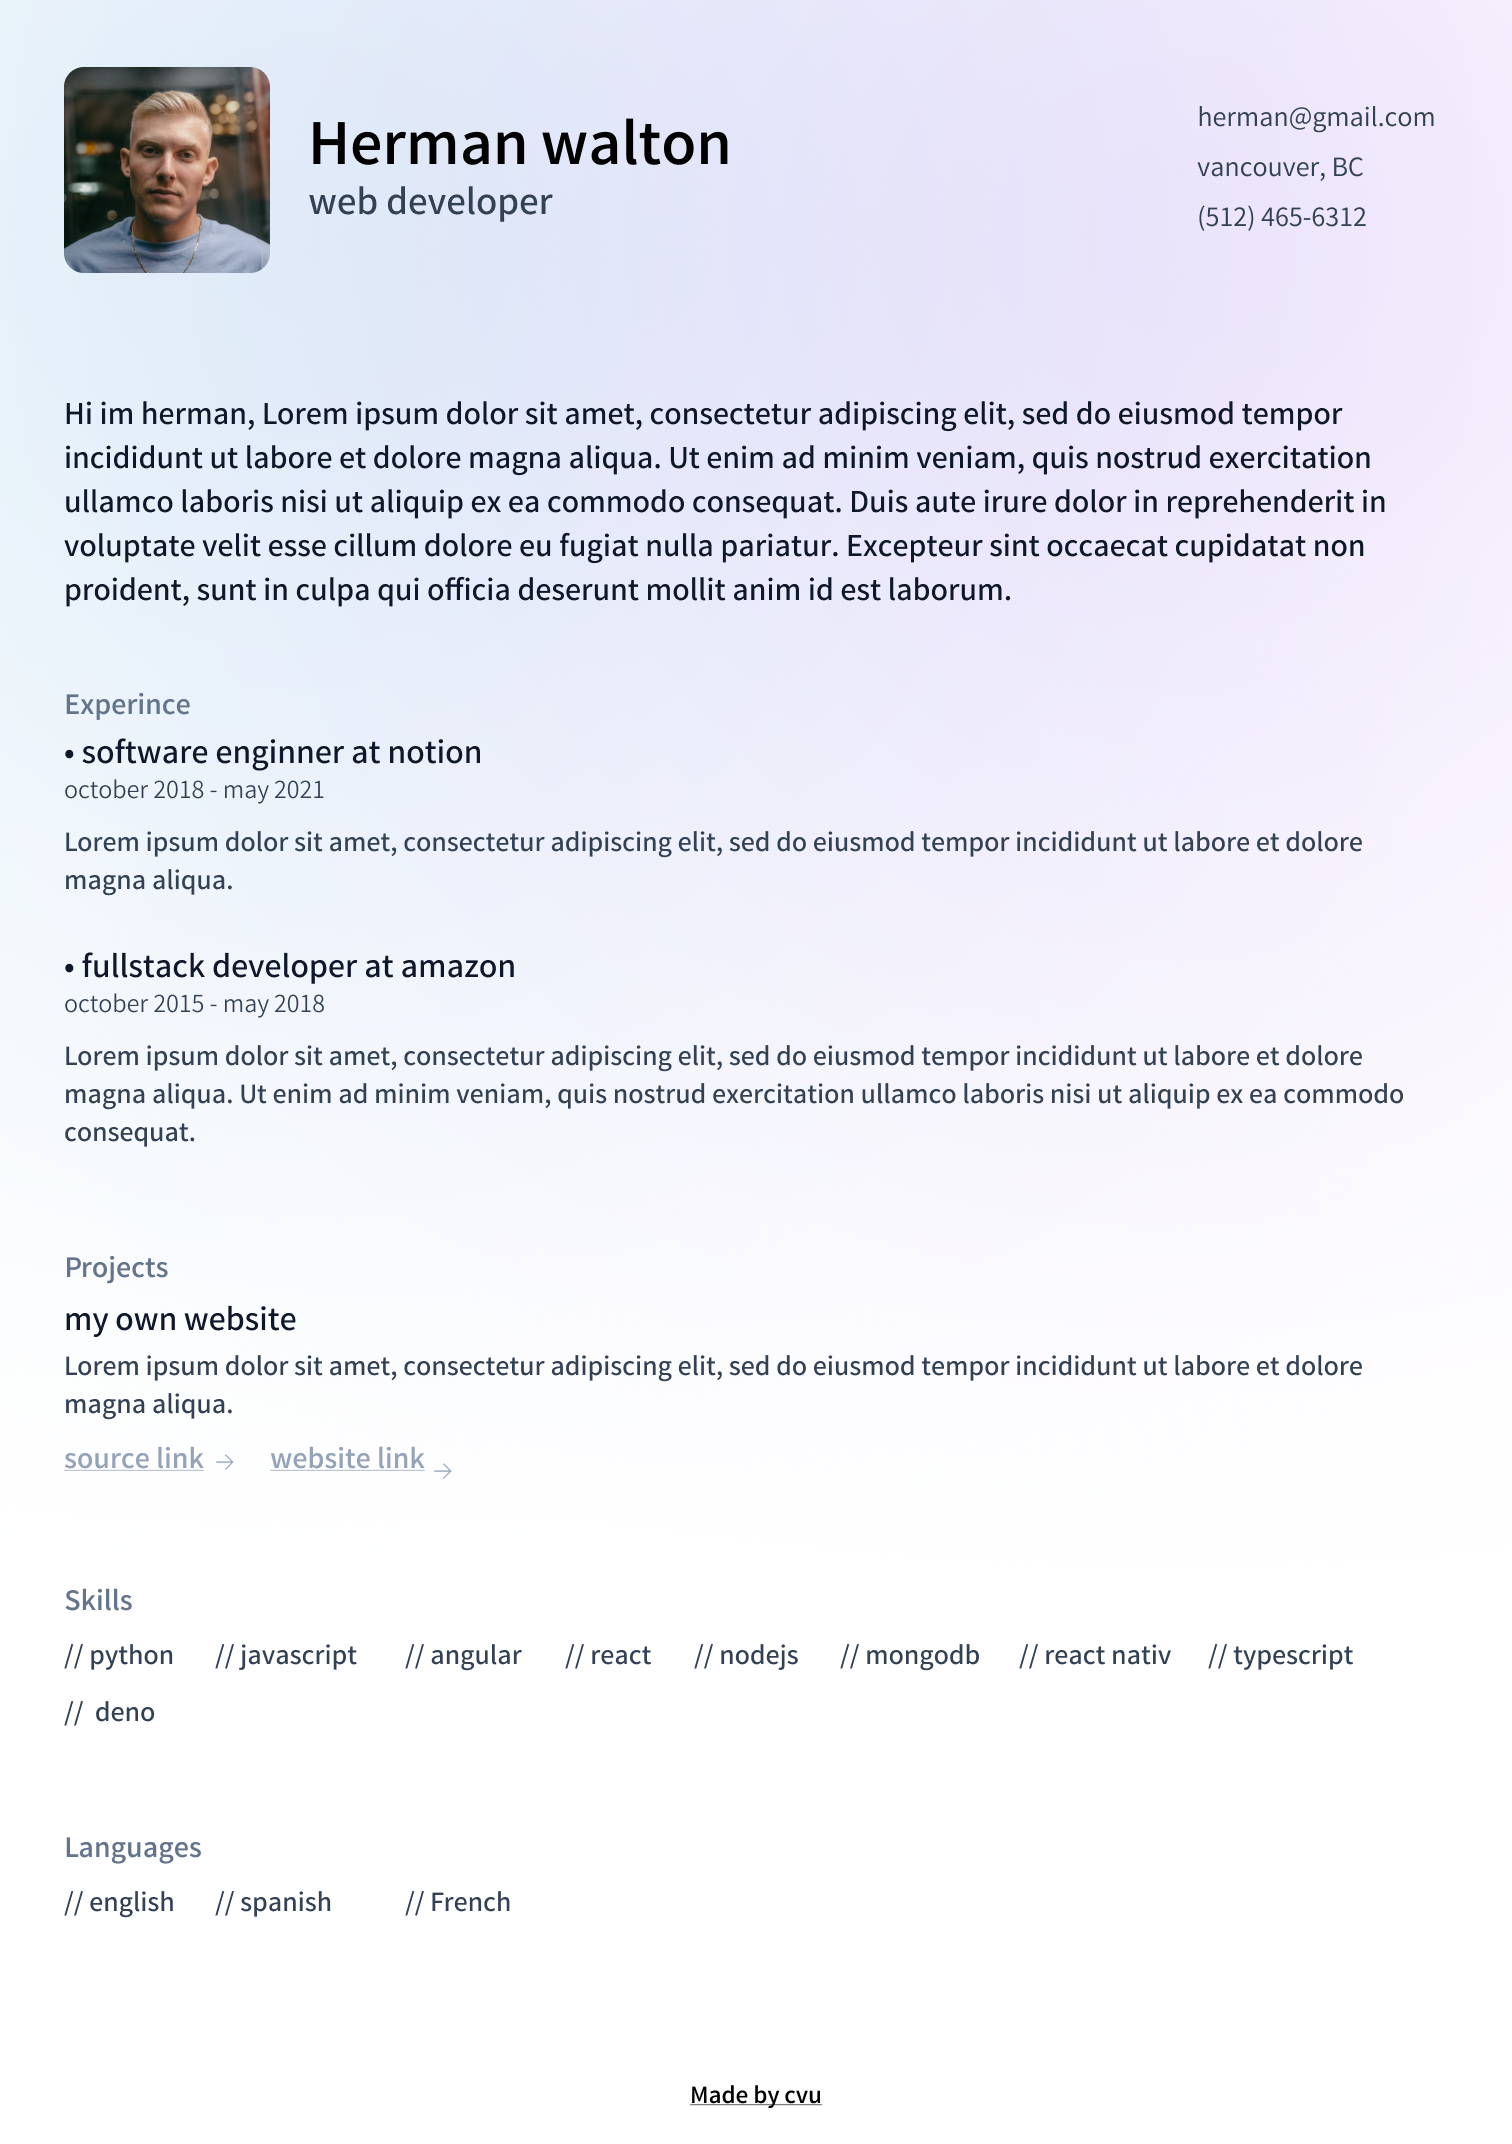 Herman walton
web developer
herman@gmail.com
vancouver, BC
(512) 465-6312
Hi im herman, Lorem ipsum dolor sit amet, consectetur adipiscing elit, sed do eiusmod tempor
incididunt ut labore et dolore magna aliqua. Ut enim ad minim veniam, quis nostrud exercitation
ullamco laboris nisi ut aliquip ex ea commodo consequat. Duis aute irure dolor in reprehenderit in
voluptate velit esse cillum dolore eu fugiat nulla pariatur. Excepteur sint occaecat cupidatat non
proident, sunt in culpa qui officia deserunt mollit anim id est laborum.
Experince
• software enginner at notion
october 2018 - may 2021
Lorem ipsum dolor sit amet, consectetur adipiscing elit, sed do eiusmod tempor incididunt ut labore et dolore
magna aliqua.
• fullstack developer at amazon
october 2015 - may 2018
Lorem ipsum dolor sit amet, consectetur adipiscing elit, sed do eiusmod tempor incididunt ut labore et dolore
magna aliqua. Ut enim ad minim veniam, quis nostrud exercitation ullamco laboris nisi ut aliquip ex ea commodo
consequat.
Projects
my own website
Lorem ipsum dolor sit amet, consectetur adipiscing elit, sed do eiusmod tempor incididunt ut labore et dolore
magna aliqua.
source link → website link →
Skills
// python // javascript // angular // react // nodejs // mongodb // react nativ // typescript
// deno
Languages
// english // spanish // French
Made by cvu